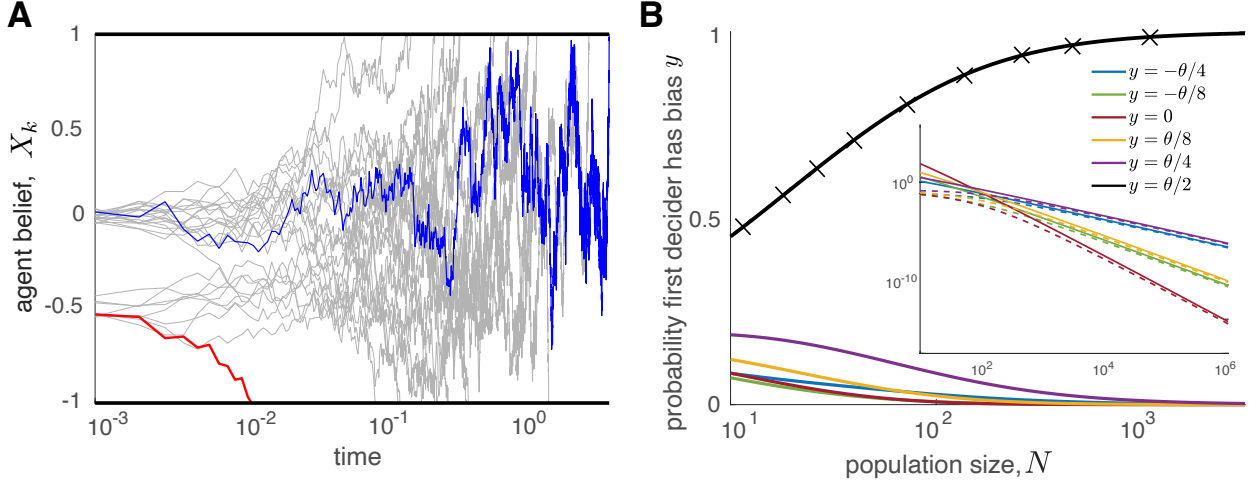 A
agent belief, X_k
1
0.5
0
-0.5
-1
10^-3
10^-2
10^-1
10^0
time
B
probability first decider has bias y
1
0.5
0
10^1
10^2
10^3
population size, N
y = −θ/4
y = −θ/8
y = 0
y = θ/8
y = θ/4
y = θ/2
10^0
10^-10
10^2
10^4
10^6